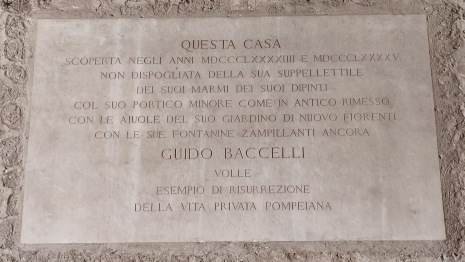 QUESTA CASA
SCOPERTA NEGLI ANNI MDCCCLXXXXIIII E MDCCCLXXXXV
NON DISPOGLIATA DELLA SUA SUPPELLETTILE
DEI SUOI MARMI DEI SUOI DIPINTI
COL SUO PORTICO MINORE COME IN ANTICO RIMESSO
CON LE AIUOLE DEL SUO GIARDINO DI NUOVO FIORENTI
CON LE SUE FONTANINE ZAMPILLANTI ANCORA
GUIDO BACCELLI
VOLLE
ESEMPIO DI RISURREZIONE
DELLA VITA PRIVATA POMPEIANA